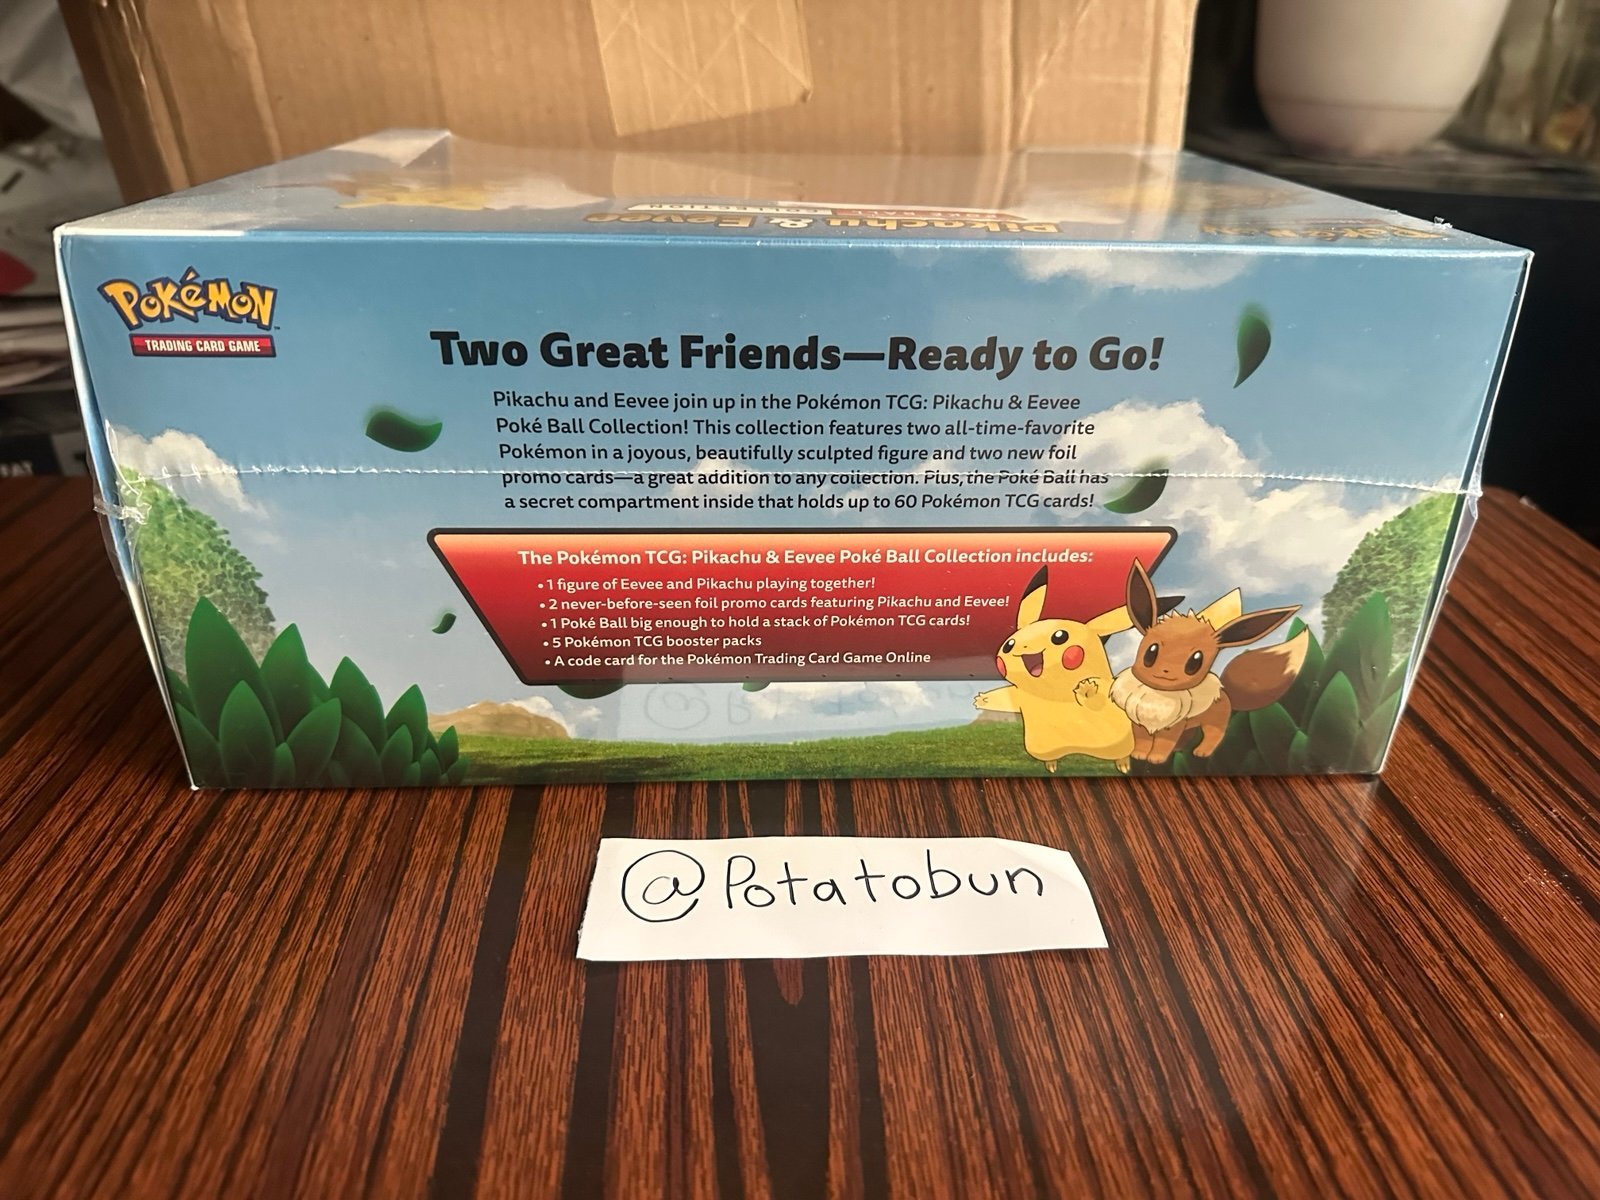 Pikachu & Eevee
POKÉ BALL COLLECTION
POKÉMON
TRADING CARD GAME
Two Great Friends—Ready to Go!
Pikachu and Eevee join up in the Pokémon TCG: Pikachu & Eevee
Poké Ball Collection! This collection features two all-time-favorite
Pokémon in a joyous, beautifully sculpted figure and two new foil
promo cards—a great addition to any collection. Plus, the Poké Ball has
a secret compartment inside that holds up to 60 Pokémon TCG cards!
The Pokémon TCG: Pikachu & Eevee Poké Ball Collection includes:
• 1 figure of Eevee and Pikachu playing together!
• 2 never-before-seen foil promo cards featuring Pikachu and Eevee!
• 1 Poké Ball big enough to hold a stack of Pokémon TCG cards!
• 5 Pokémon TCG booster packs
• A code card for the Pokémon Trading Card Game Online
@Potatobun